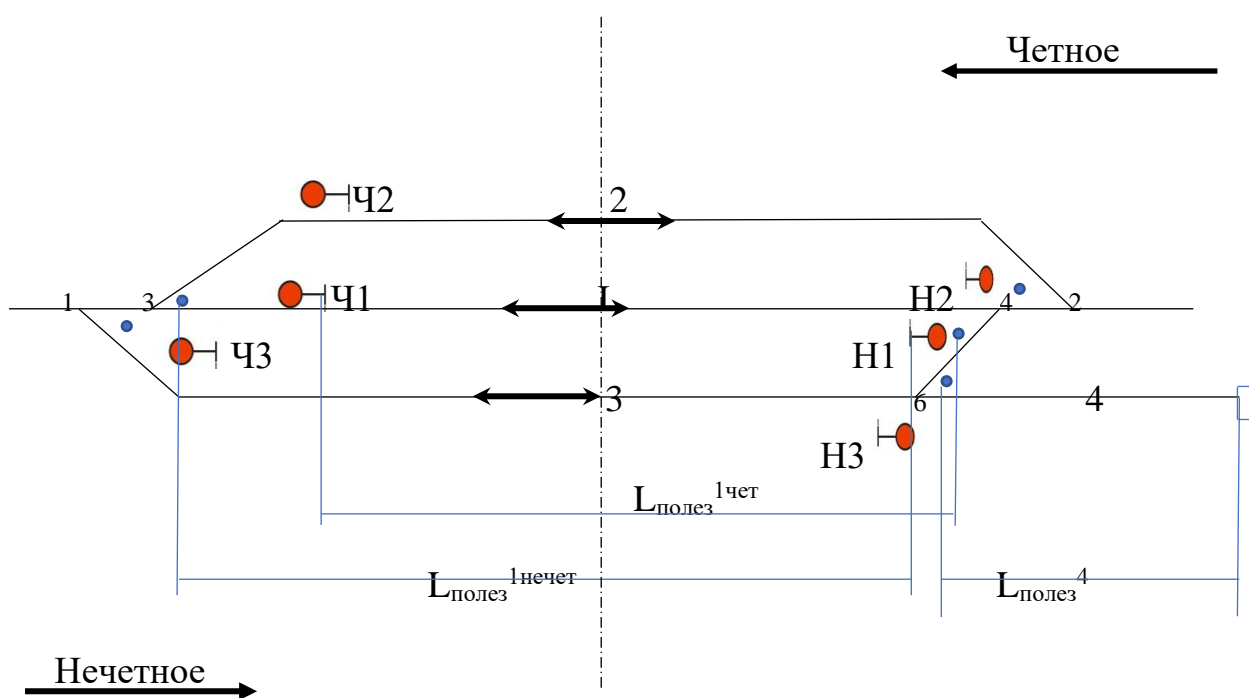 Четное
Ч2
2
1
3
Ч1
I
Н2
4
2
Ч3
Н1
3
6
4
Н3
Lполез1чет
Lполез1нечет
Lполез4
Нечетное